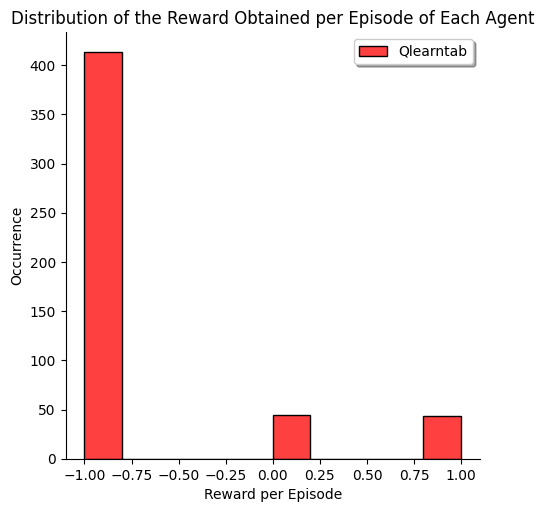 Distribution of the Reward Obtained per Episode of Each Agent
Qlearntab
400
350
300
250
200
150
100
50
0
Occurrence
−1.00 −0.75 −0.50 −0.25 0.00 0.25 0.50 0.75 1.00
Reward per Episode